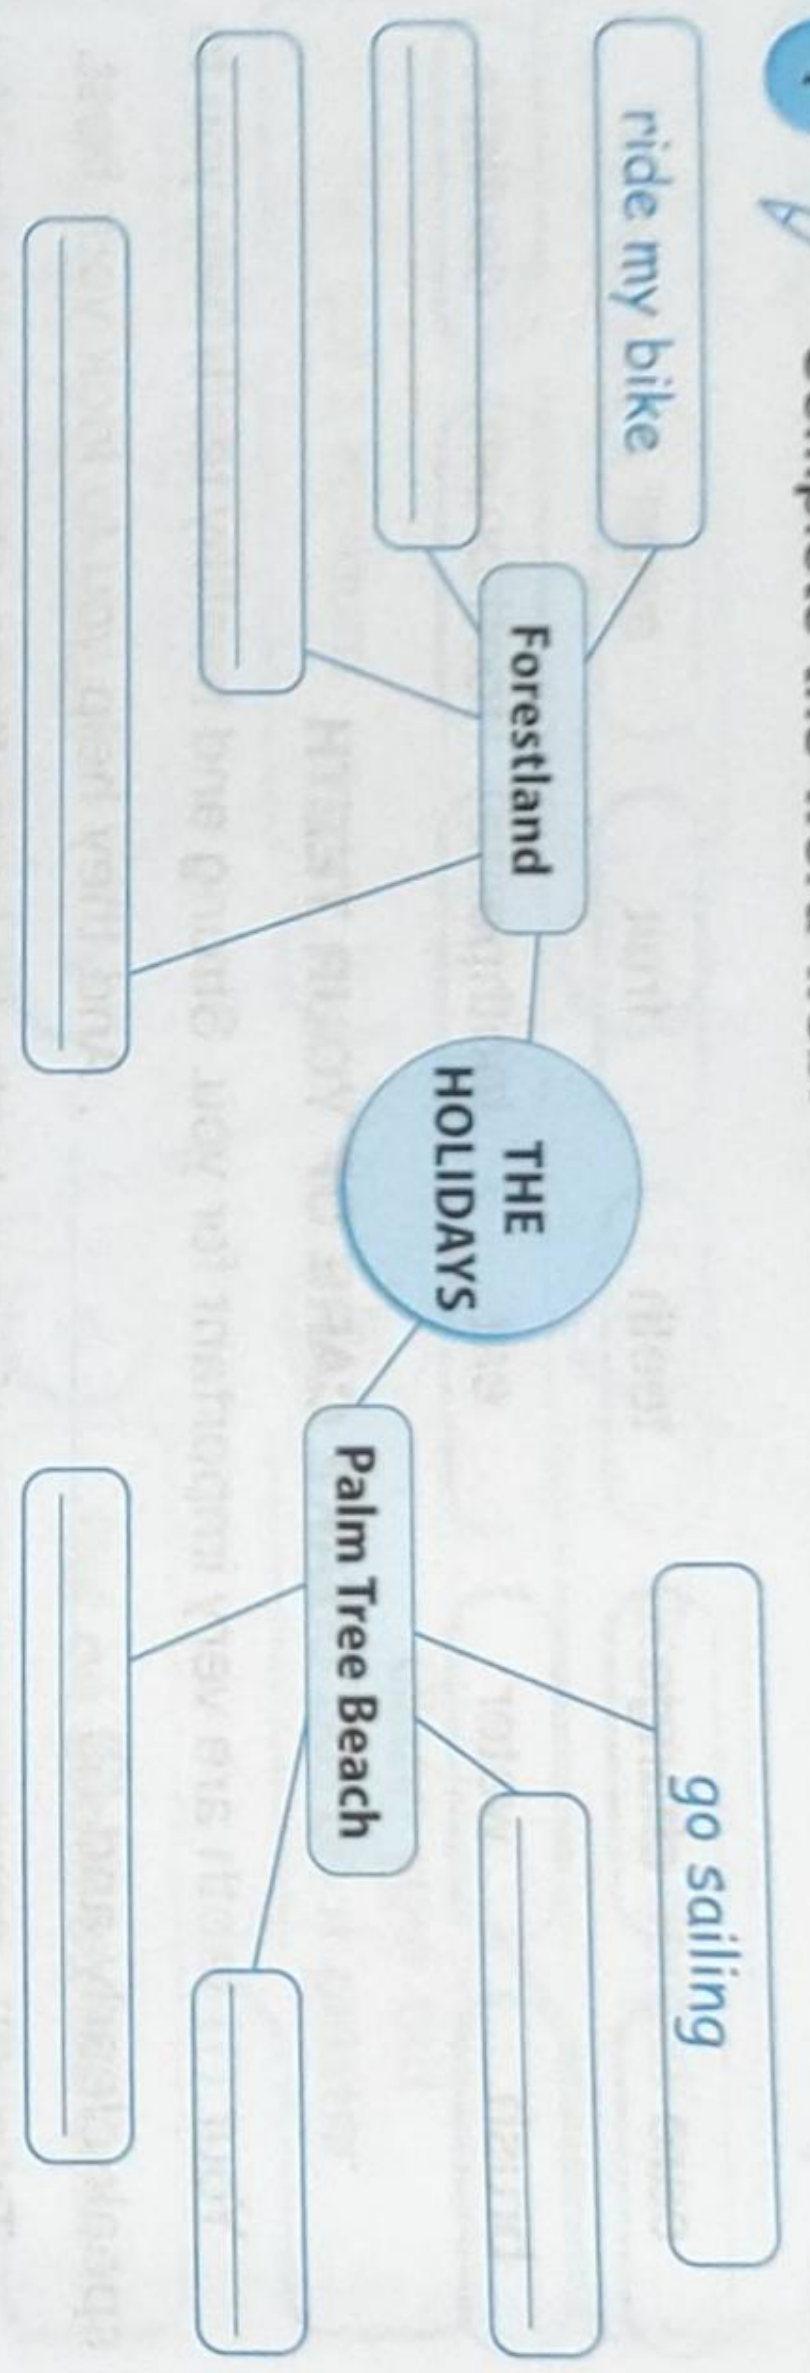 ride my bike
Forestland
THE
HOLIDAYS
Palm Tree Beach
go sailing